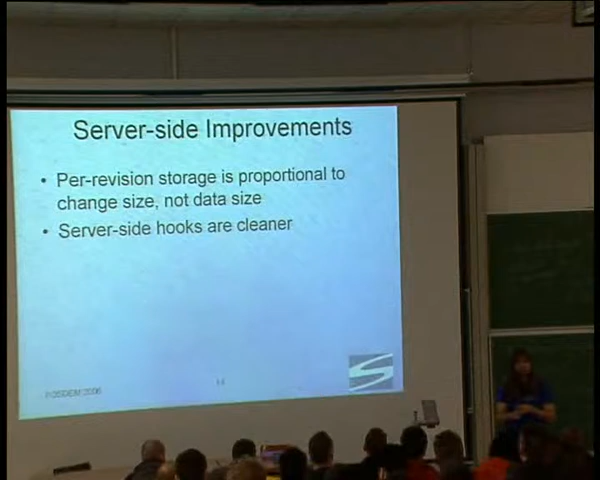 Server-side Improvements
• Per-revision storage is proportional to
change size, not data size
• Server-side hooks are cleaner
FOSDEM 2006